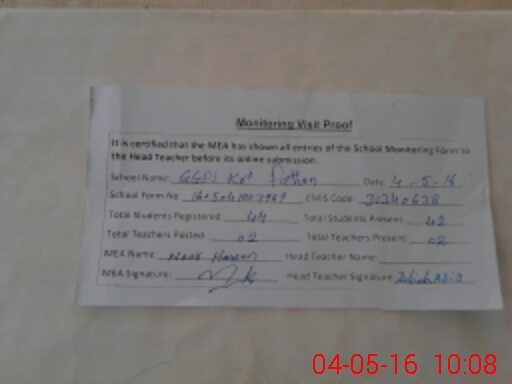 Monitoring Visit Proof
It is certified that the MEA has shown all entries of the School Monitoring Form to
the Head Teacher before its online submission.
School Name: GGPS Kot Date: 4-5-16
School Form No EMIS Code: 31340638
Total Students Registered 44 Total Students Present: 42
Total Teachers Posted: 02 Total Teachers Present: 02
MEA Name: Head Teacher Name:
MEA Signature: Head Teacher Signature
04-05-16 10:08